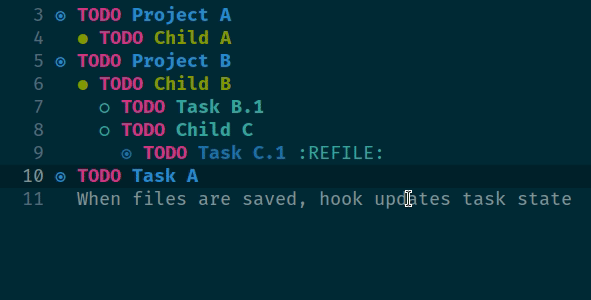 3 TODO Project A
4 TODO Child A
5 TODO Project B
6 TODO Child B
7 TODO Task B.1
8 TODO Child C
9 TODO Task C.1 :REFILE:
10 TODO Task A
11 When files are saved, hook updates task state